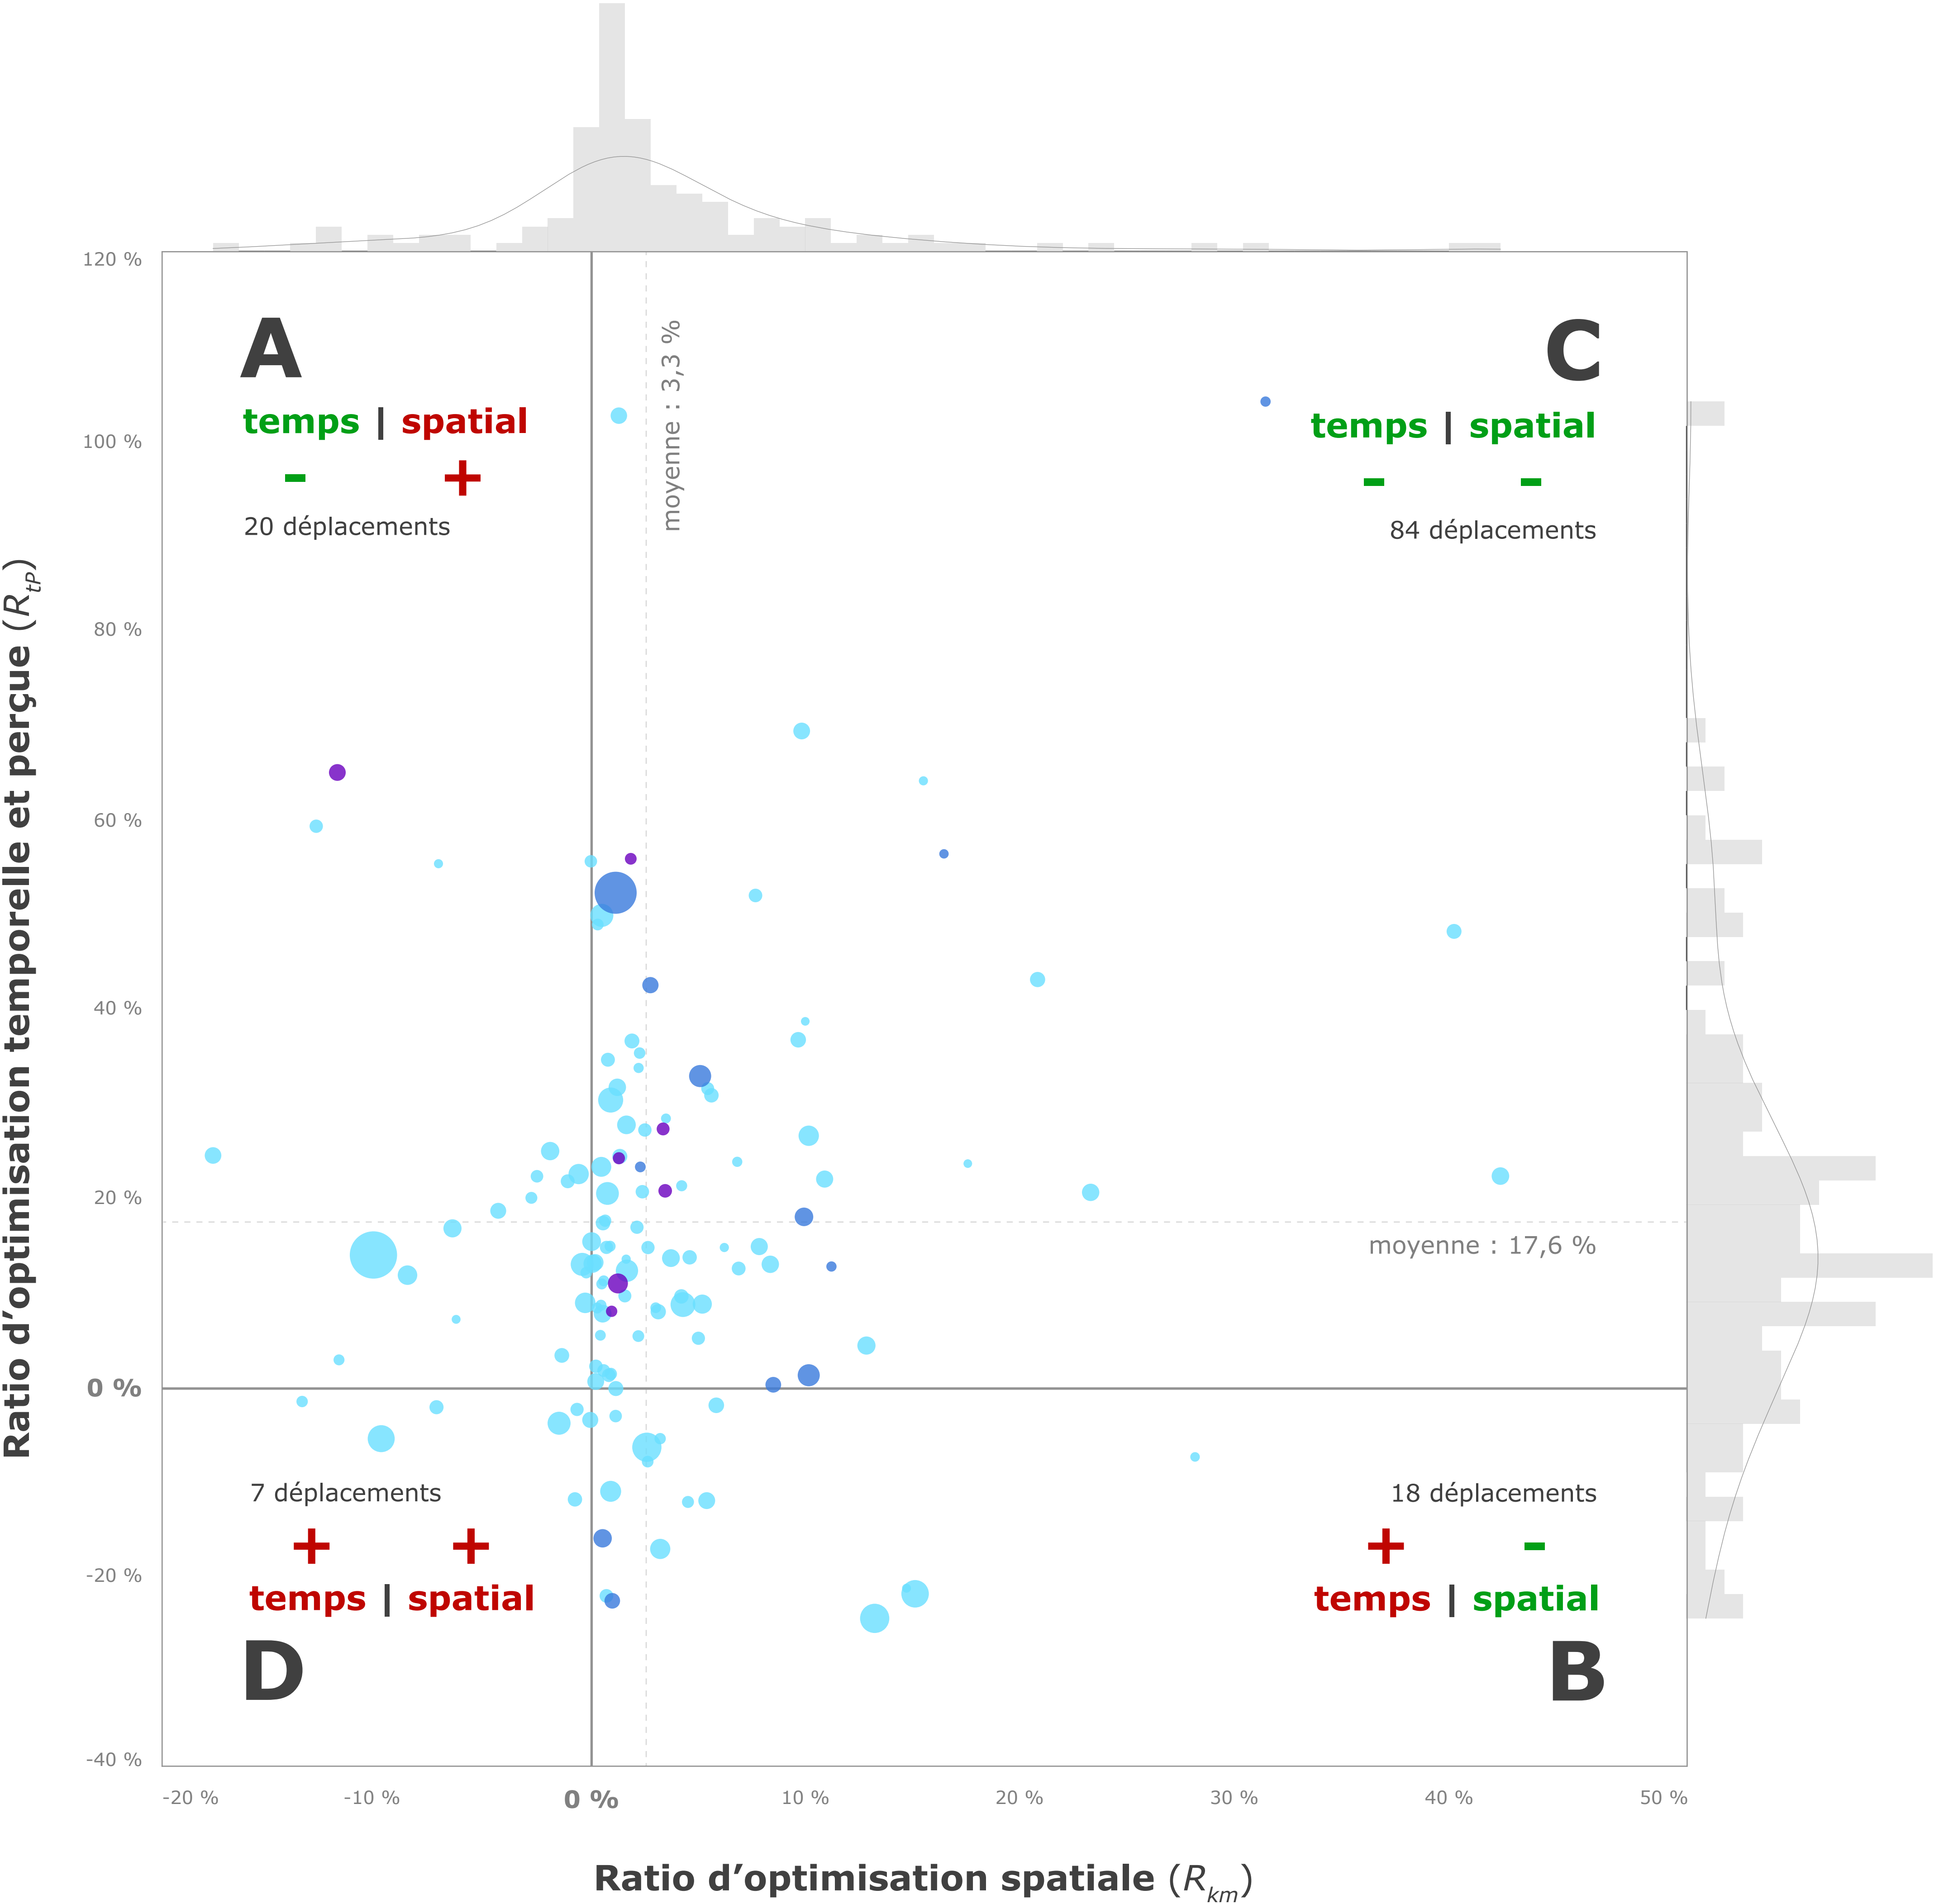 120 %
100 %
80 %
60 %
40 %
20 %
0 %
-20 %
-40 %
Ratio d’optimisation temporelle et perçue (RtP)
A
temps | spatial
- +
20 déplacements
moyenne : 3,3 %
C
temps | spatial
- -
84 déplacements
moyenne : 17,6 %
7 déplacements
+ +
temps | spatial
D
18 déplacements
+ -
temps | spatial
B
-20 % -10 % 0 % 10 % 20 % 30 % 40 % 50 %
Ratio d’optimisation spatiale (Rkm)